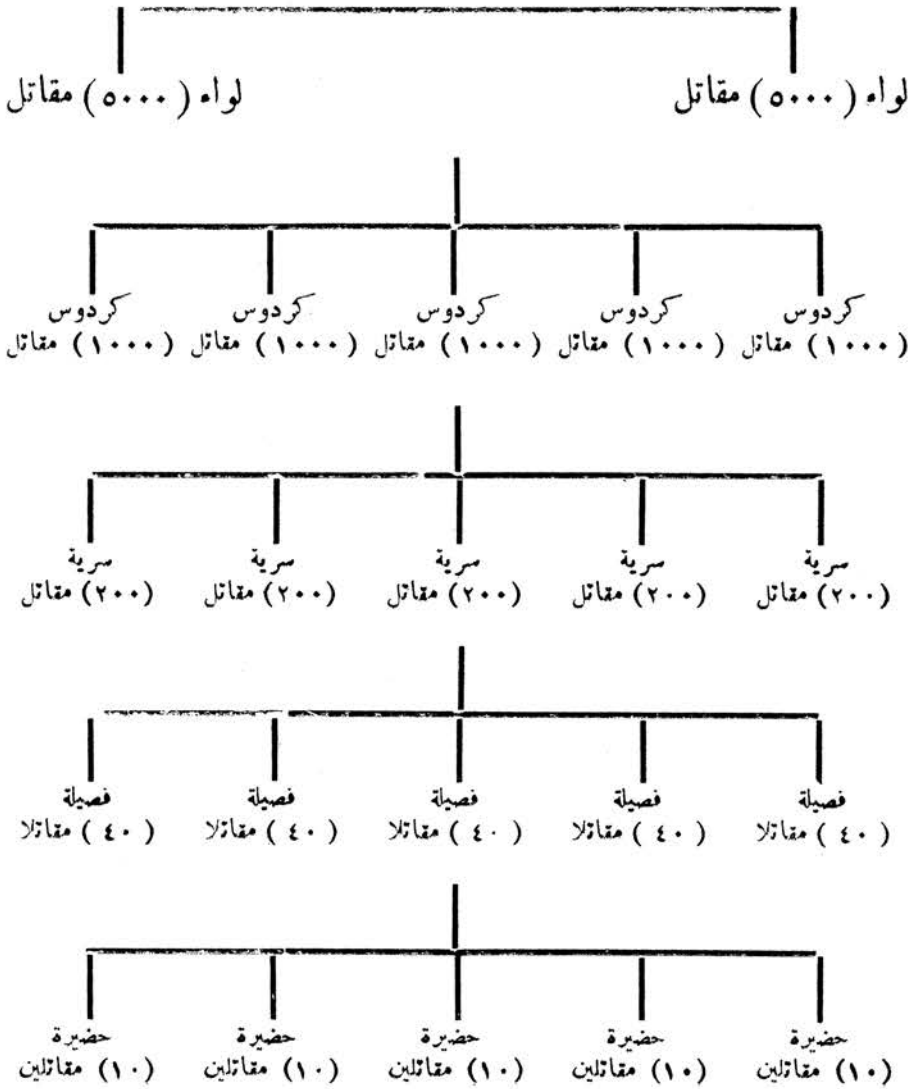 لواء (٥٠٠٠) مقاتل
لواء (٥٠٠٠) مقاتل
كردوس كردوس كردوس كردوس كردوس
(١٠٠٠) مقاتل (١٠٠٠) مقاتل (١٠٠٠) مقاتل (١٠٠٠) مقاتل (١٠٠٠) مقاتل
سرية سرية سرية سرية سرية
(٢٠٠) مقاتل (٢٠٠) مقاتل (٢٠٠) مقاتل (٢٠٠) مقاتل (٢٠٠) مقاتل
فصيلة فصيلة فصيلة فصيلة فصيلة
(٤٠) مقاتلا (٤٠) مقاتلا (٤٠) مقاتلا (٤٠) مقاتلا (٤٠) مقاتلا
حضيرة حضيرة حضيرة حضيرة حضيرة
(١٠) مقاتلين (١٠) مقاتلين (١٠) مقاتلين (١٠) مقاتلين (١٠) مقاتلين